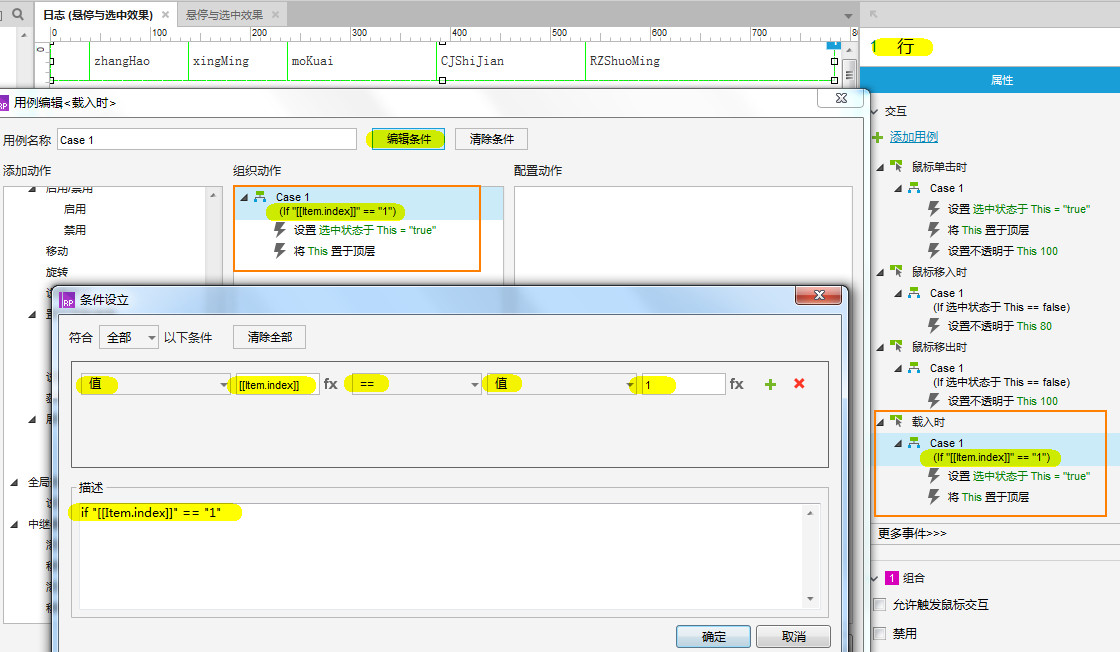 日志 (悬停与选中效果)
悬停与选中效果
0 100 200 300 400 500 600 700
zhangHao xingMing moKuai CJShiJian RZShuoMing
用例编辑<载入时>
用例名称 Case 1 编辑条件 清除条件
添加动作 组织动作 配置动作
启用/禁用
启用
禁用
移动
旋转
全局
中继
Case 1
(If "[[Item.index]]" == "1")
设置 选中状态于 This = "true"
将 This 置于顶层
RP 条件设立
符合 全部 以下条件 清除全部
值 [[Item.index]] fx == 值 1 fx
描述
if "[[Item.index]]" == "1"
确定 取消
行
属性
交互
添加用例
鼠标单击时
Case 1
设置 选中状态于 This = "true"
将 This 置于顶层
设置不透明于 This 100
鼠标移入时
Case 1
(If 选中状态于 This == false)
设置不透明于 This 80
鼠标移出时
Case 1
(If 选中状态于 This == false)
设置不透明于 This 100
载入时
Case 1
(If "[[Item.index]]" == "1")
设置 选中状态于 This = "true"
将 This 置于顶层
更多事件>>>
1 组合
允许触发鼠标交互
禁用